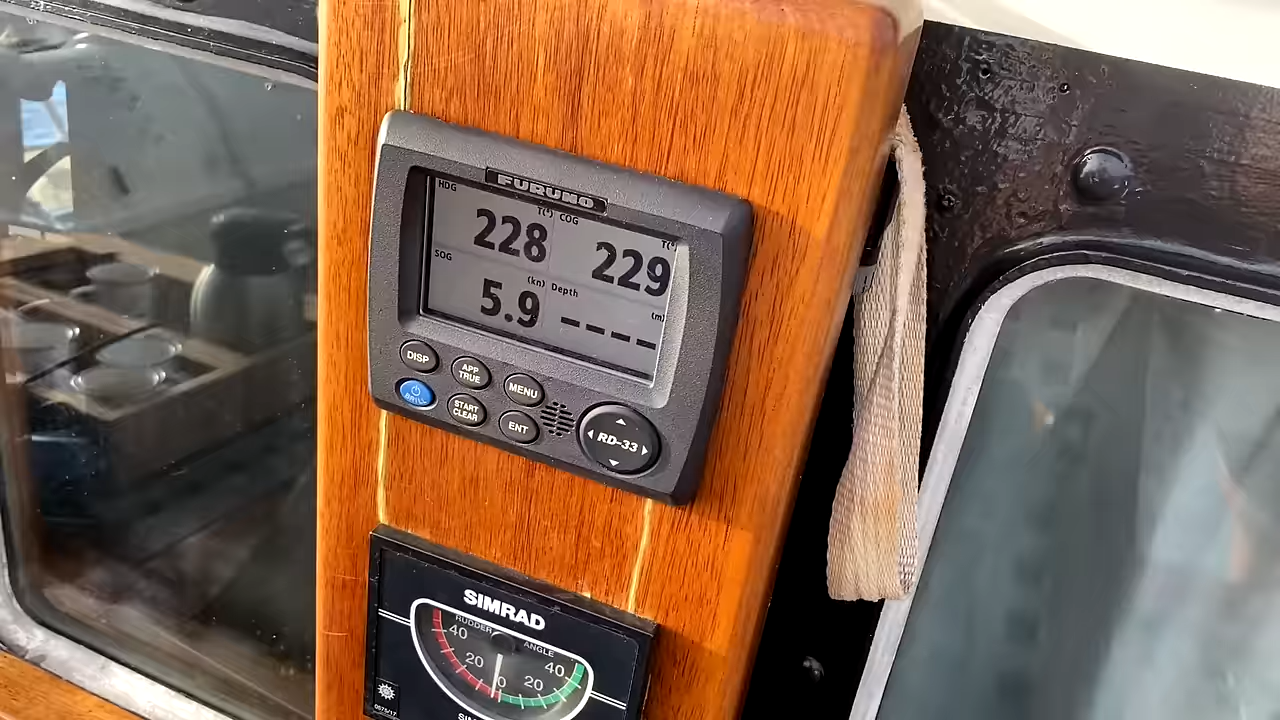 FURUNO
HDG T(°) COG T(°)
228 229
SOG (kn) Depth (m)
5.9 ----
DISP APP TRUE MENU
BRILL START CLEAR ENT
RD-33
SIMRAD
RUDDER ANGLE
40 40
20 0 20